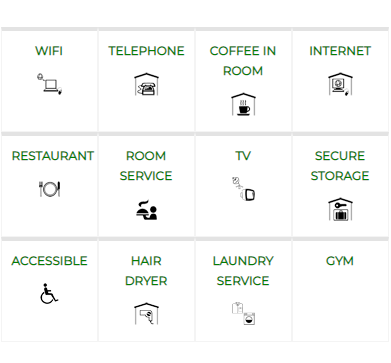 WIFI
TELEPHONE
COFFEE IN
ROOM
INTERNET
RESTAURANT
ROOM
SERVICE
TV
SECURE
STORAGE
ACCESSIBLE
HAIR
DRYER
LAUNDRY
SERVICE
GYM